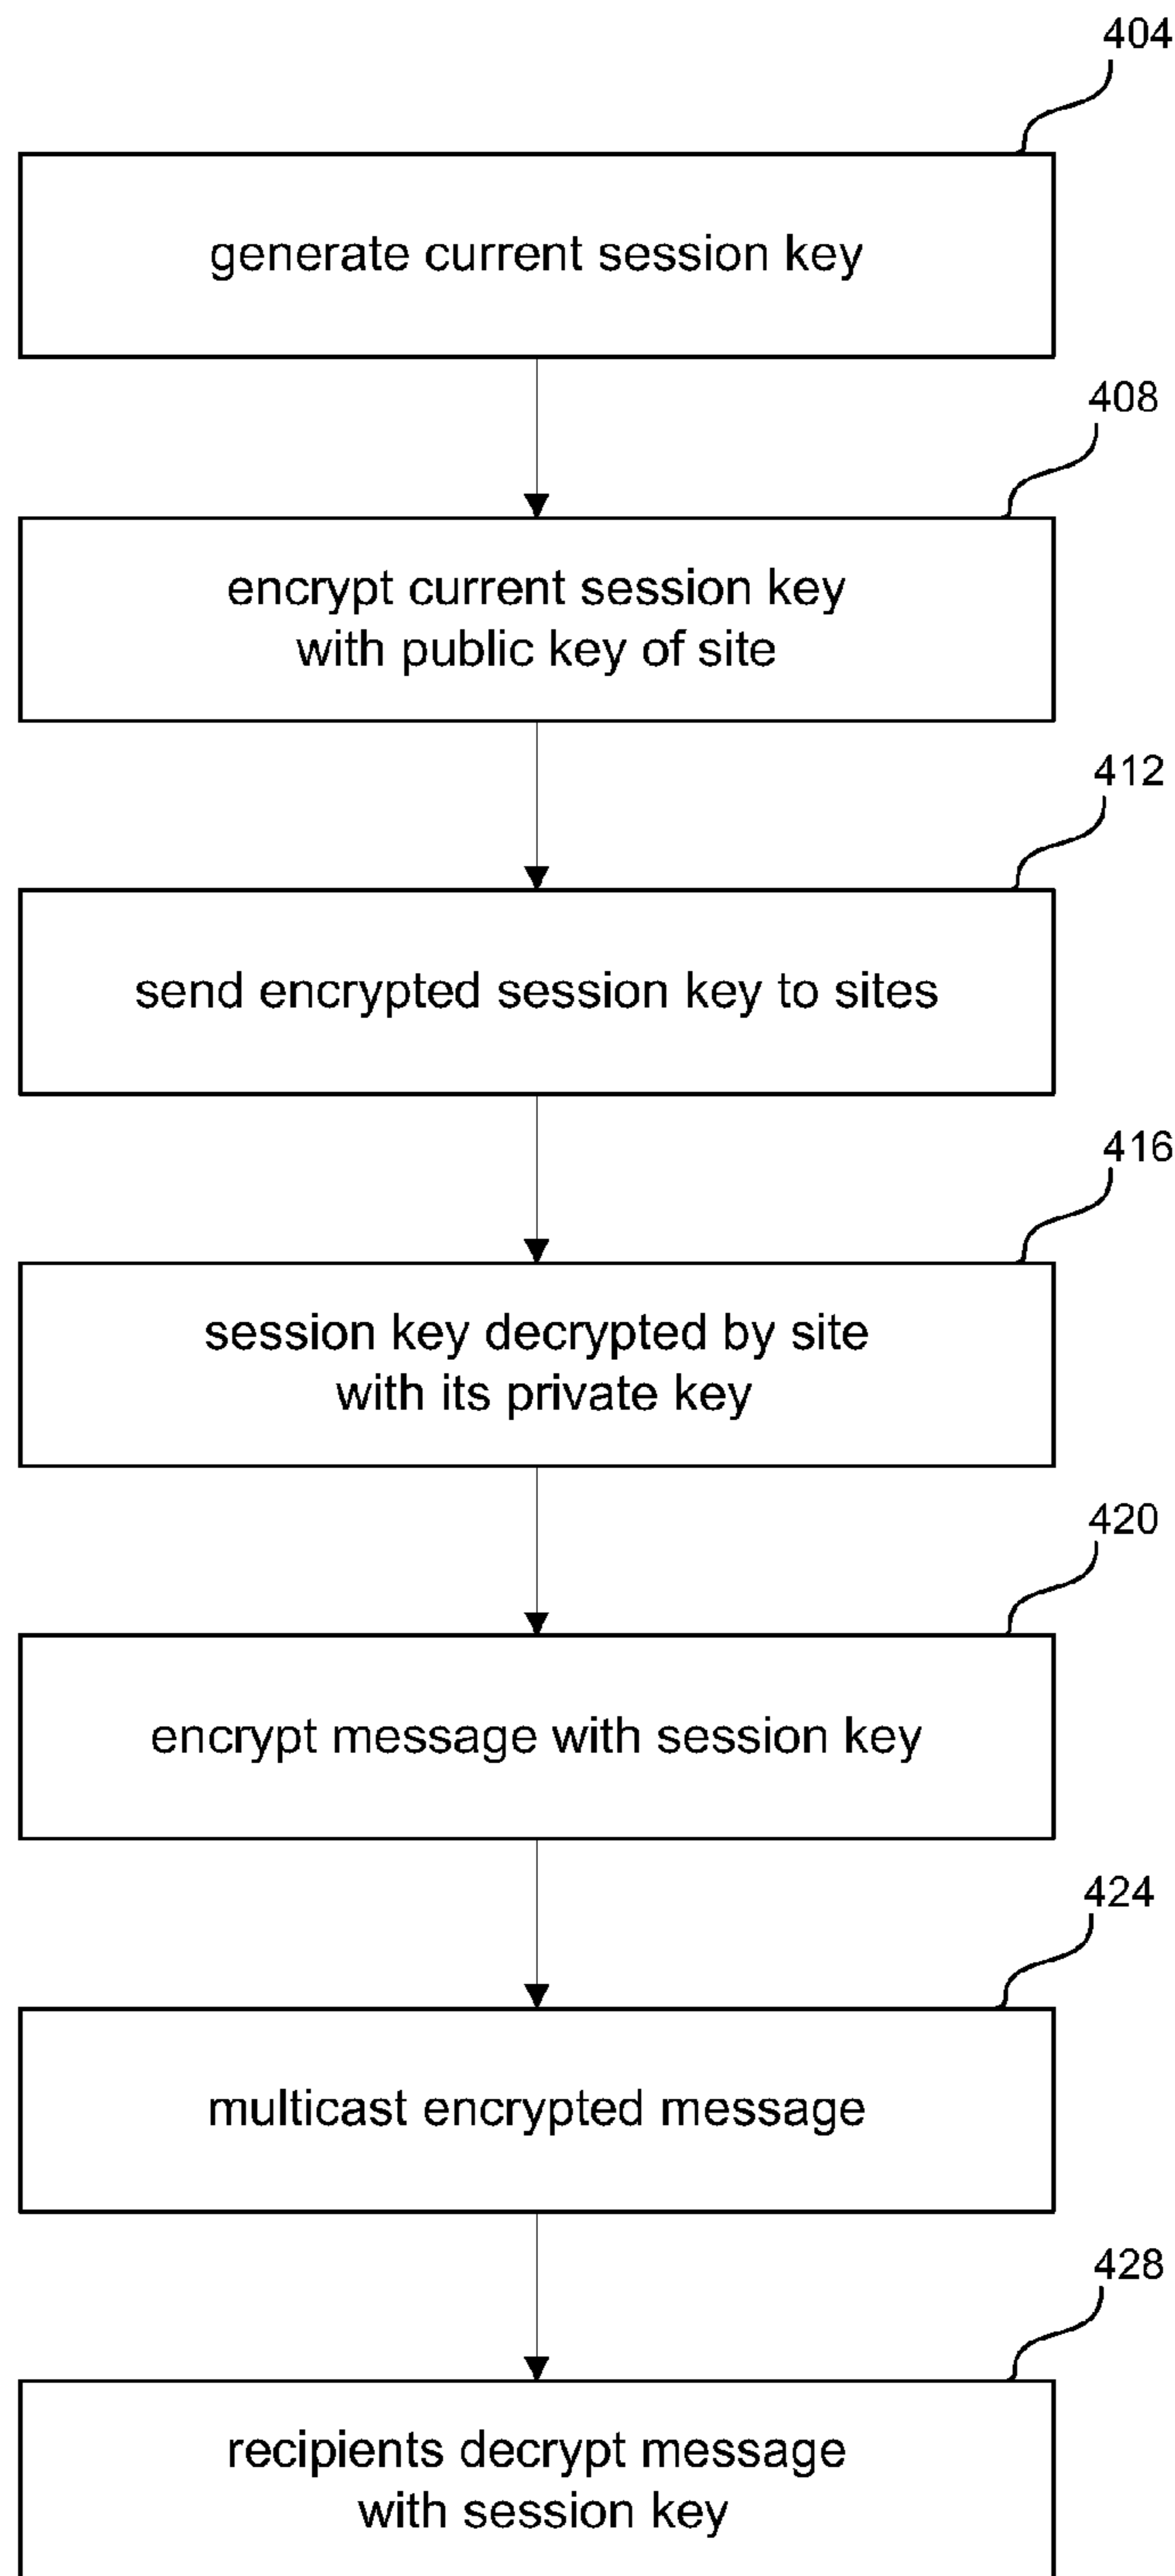 404
generate current session key
408
encrypt current session key
with public key of site
412
send encrypted session key to sites
416
session key decrypted by site
with its private key
420
encrypt message with session key
424
multicast encrypted message
428
recipients decrypt message
with session key